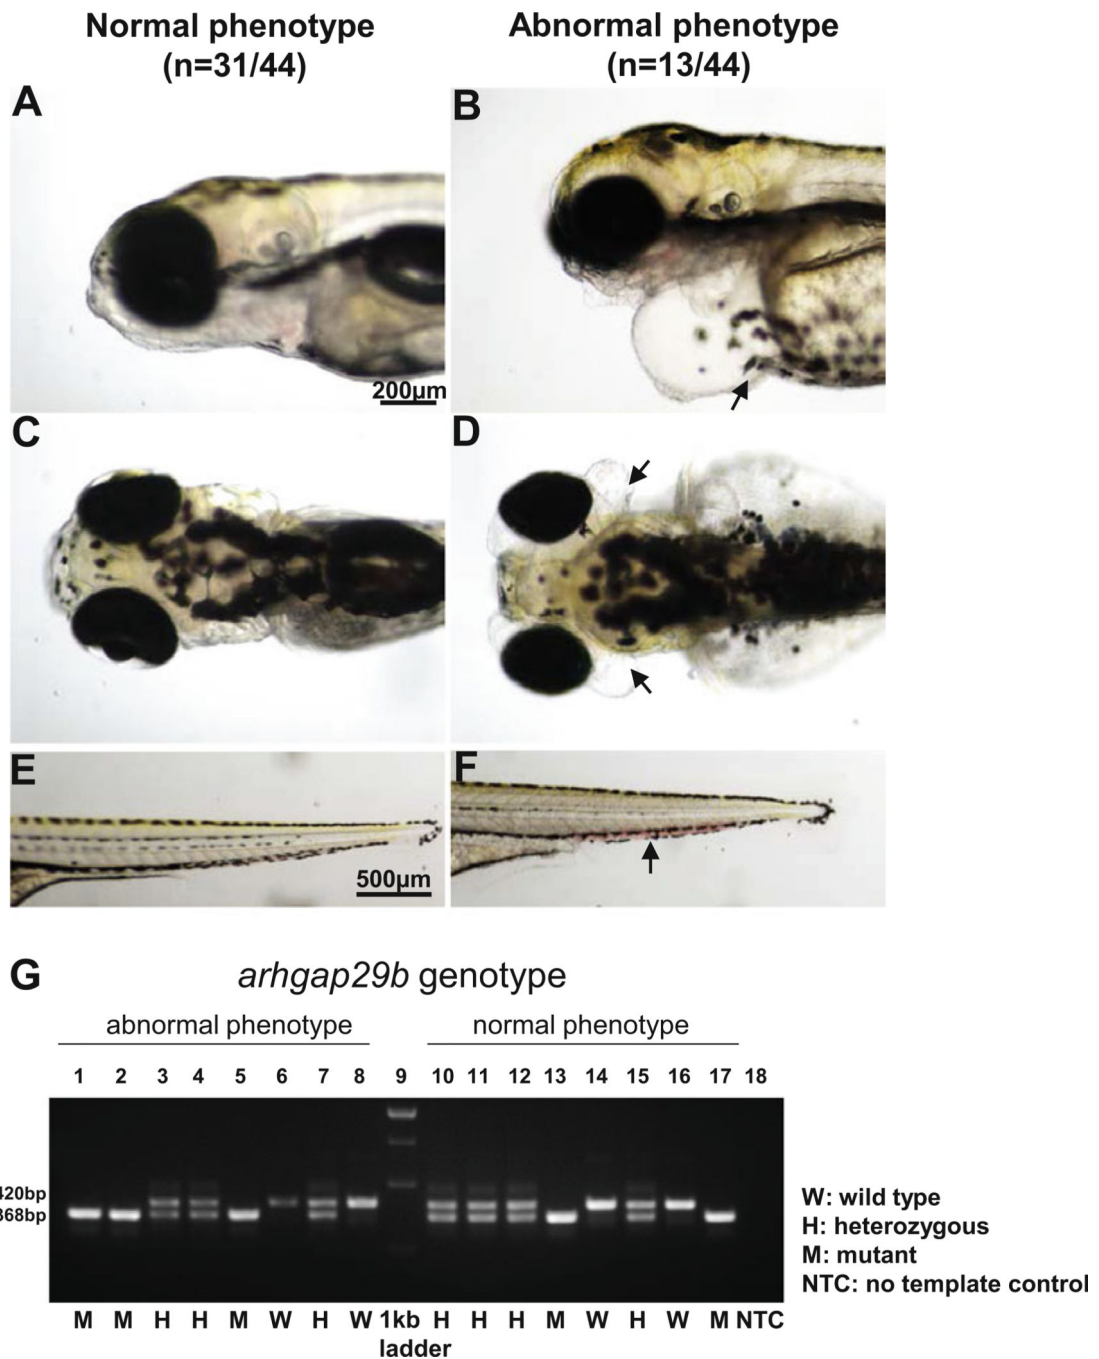 Normal phenotype
(n=31/44)
Abnormal phenotype
(n=13/44)
A
B
200μm
C
D
E
F
500μm
G
arhgap29b genotype
abnormal phenotype
normal phenotype
1 2 3 4 5 6 7 8 9 10 11 12 13 14 15 16 17 18
420bp
368bp
W: wild type
H: heterozygous
M: mutant
NTC: no template control
M M H H M W H W 1kb H H H M W H W M NTC
ladder